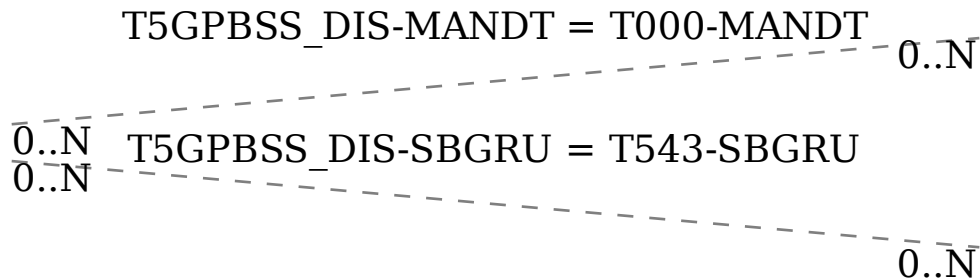 T5GPBSS_DIS-MANDT = T000-MANDT
0..N
0..N
T5GPBSS_DIS-SBGRU = T543-SBGRU
0..N
0..N